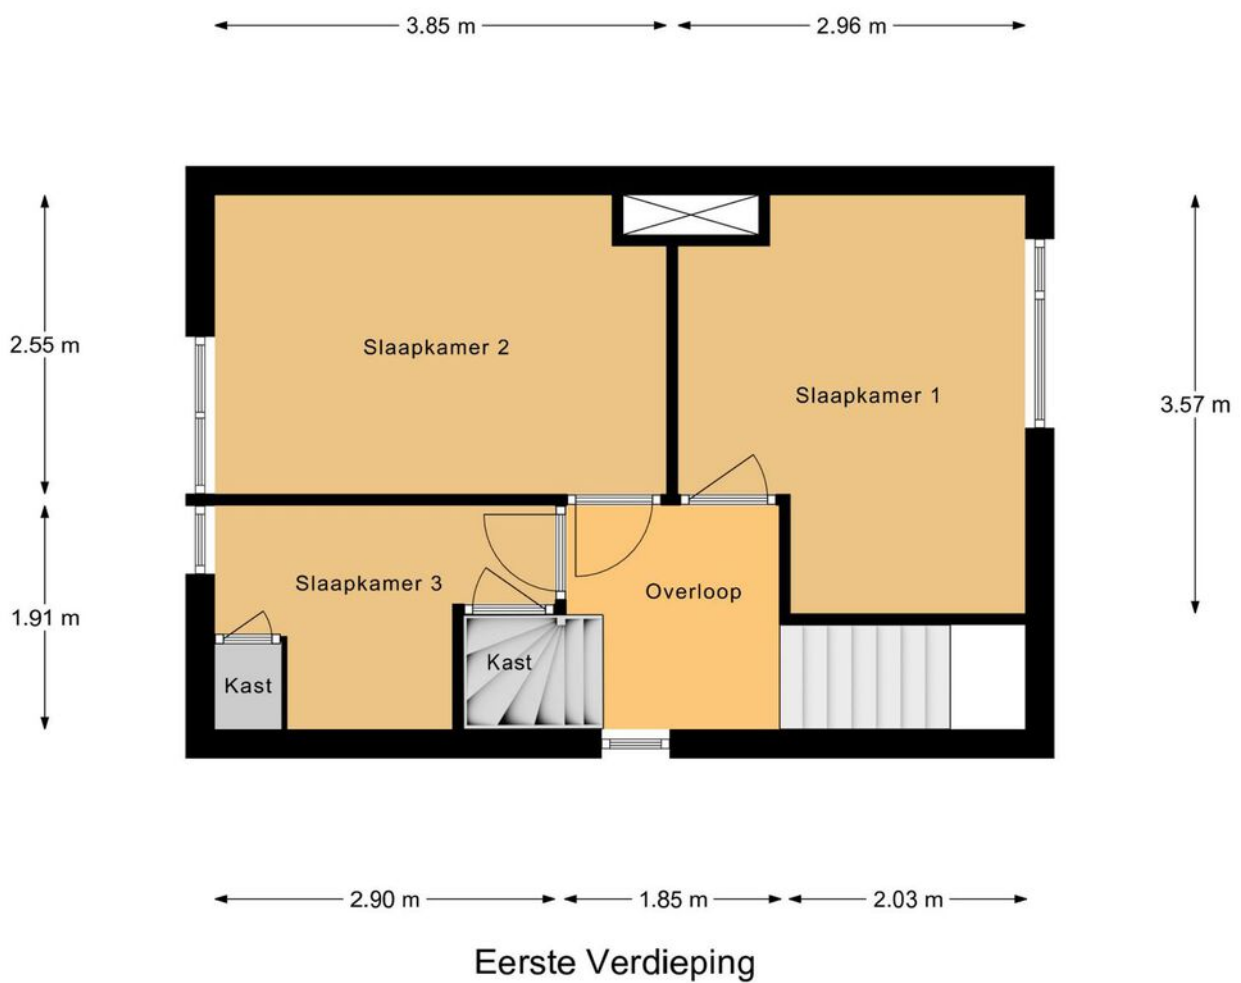 3.85 m
2.96 m
2.55 m
Slaapkamer 2
Slaapkamer 1
3.57 m
1.91 m
Slaapkamer 3
Overloop
Kast
Kast
2.90 m
1.85 m
2.03 m
Eerste Verdieping